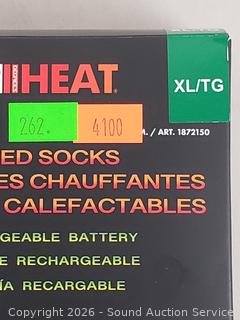 HEAT
XL/TG
262.
4100
M. / ART. 1872150
ED SOCKS
ES CHAUFFANTES
CALEFACTABLES
GEABLE BATTERY
E RECHARGEABLE
ÍA RECARGABLE
Copyright 2026 - Sound Auction Service